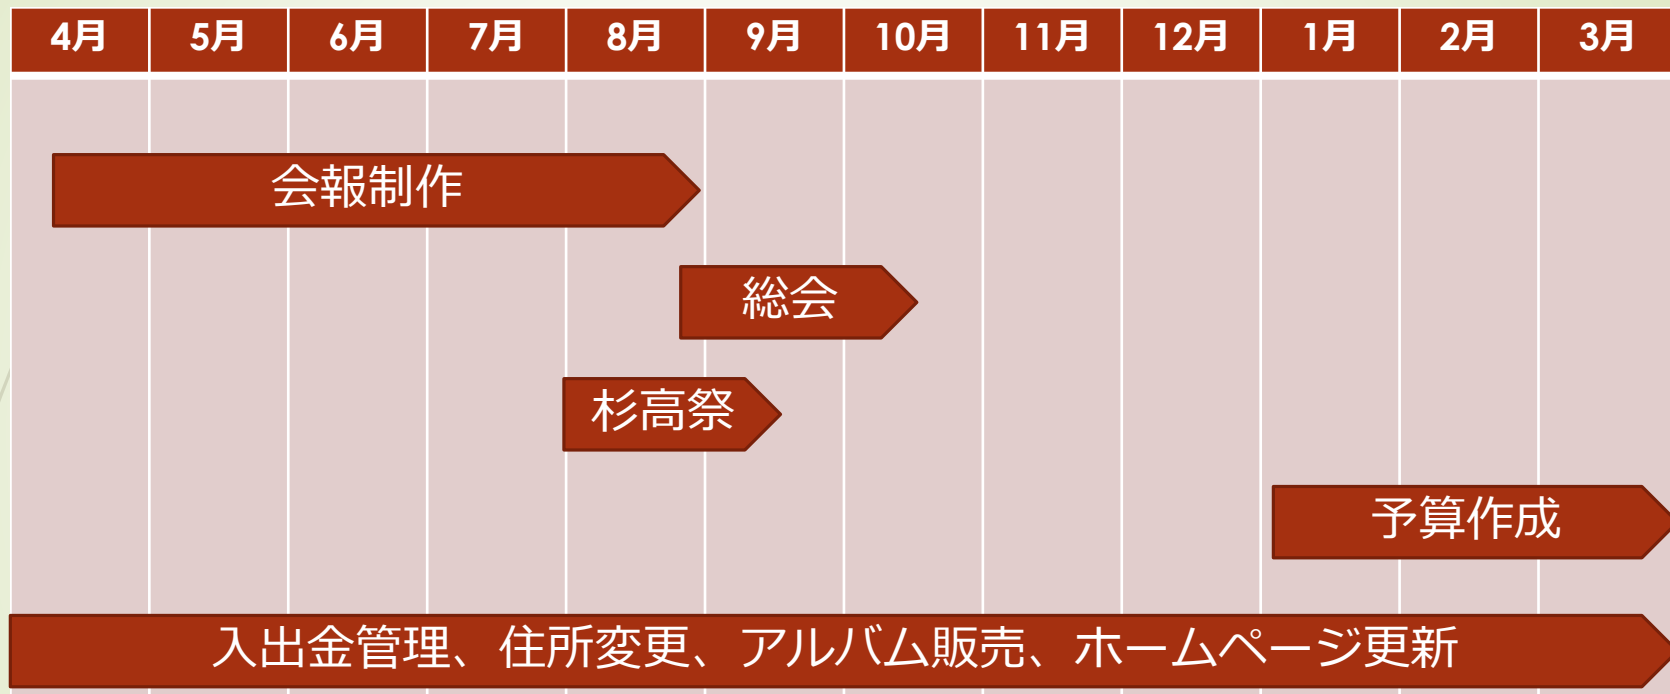 4月 5月 6月 7月 8月 9月 10月 11月 12月 1月 2月 3月
会報制作
総会
杉高祭
予算作成
入出金管理、住所変更、アルバム販売、ホームページ更新